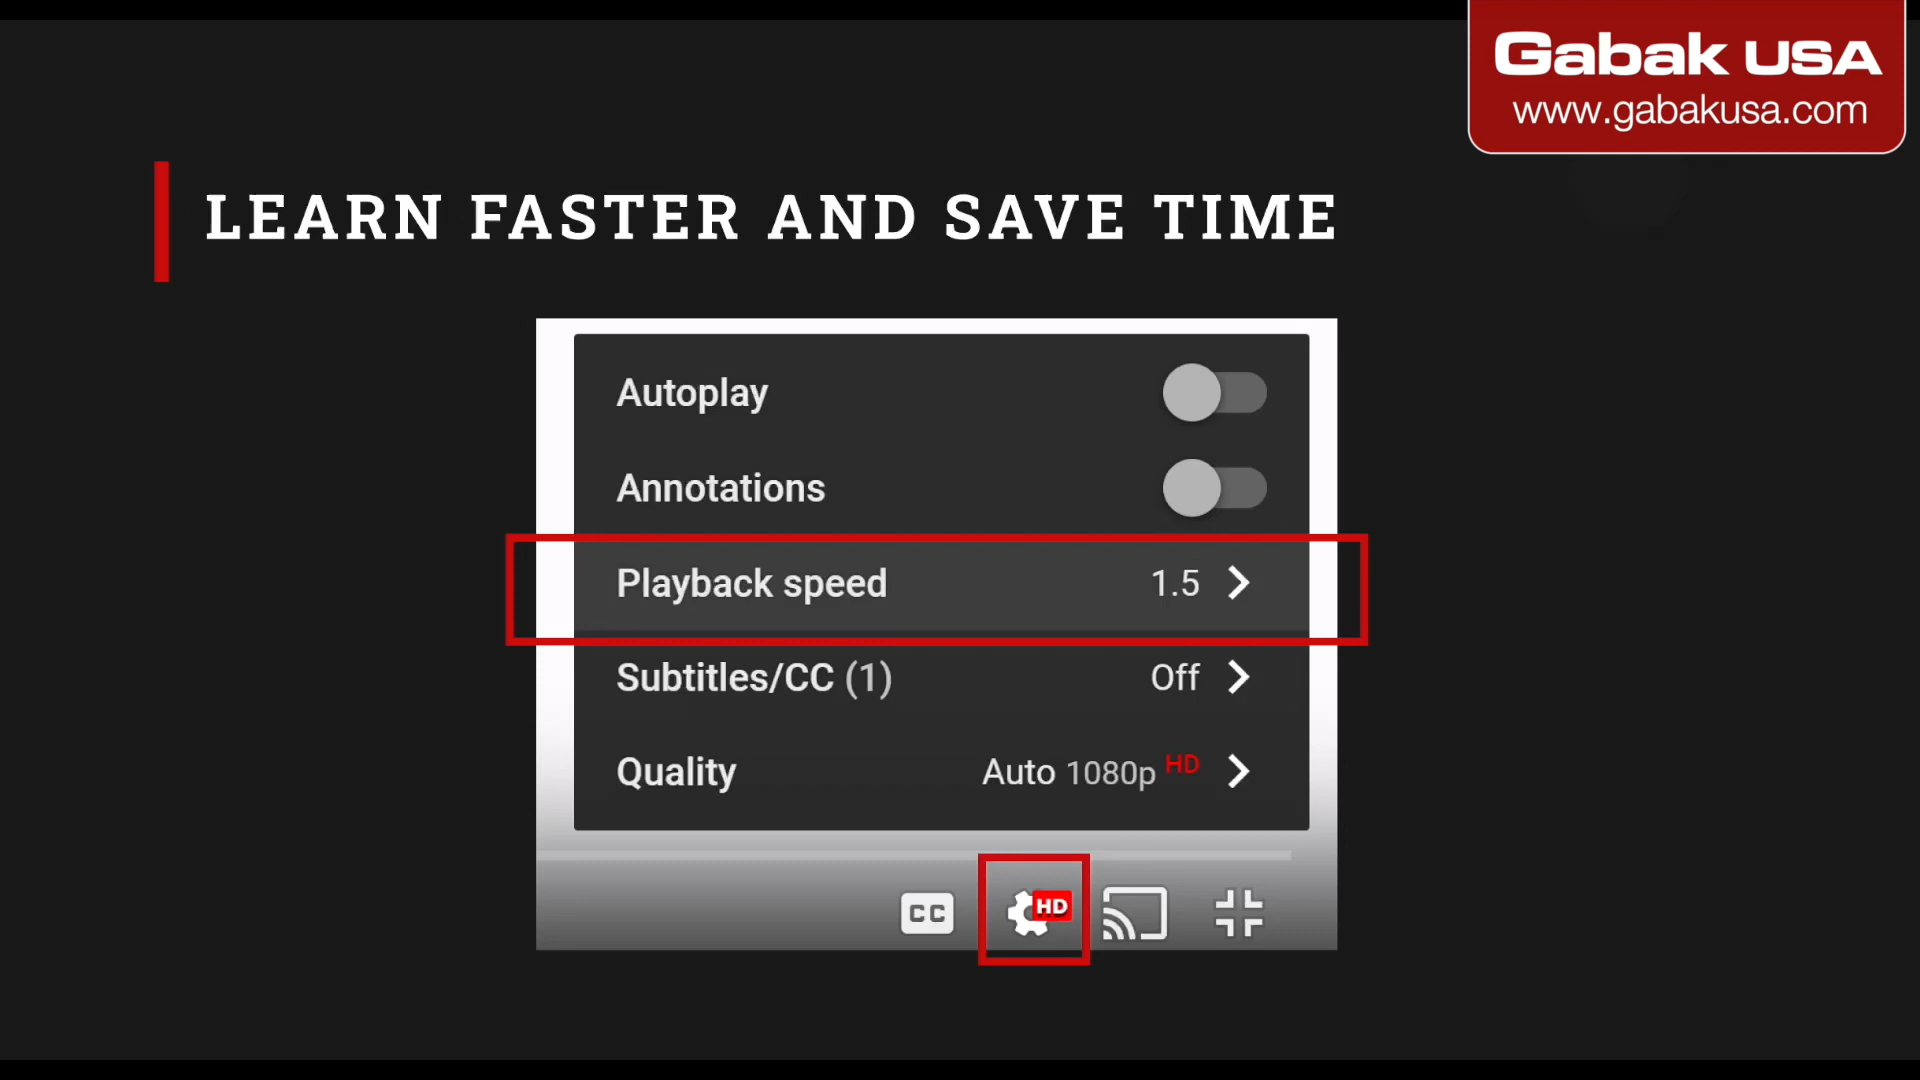 Gabak USA
www.gabakusa.com
LEARN FASTER AND SAVE TIME
Autoplay
Annotations
Playback speed 1.5
Subtitles/CC (1) Off
Quality Auto 1080p HD
CC HD